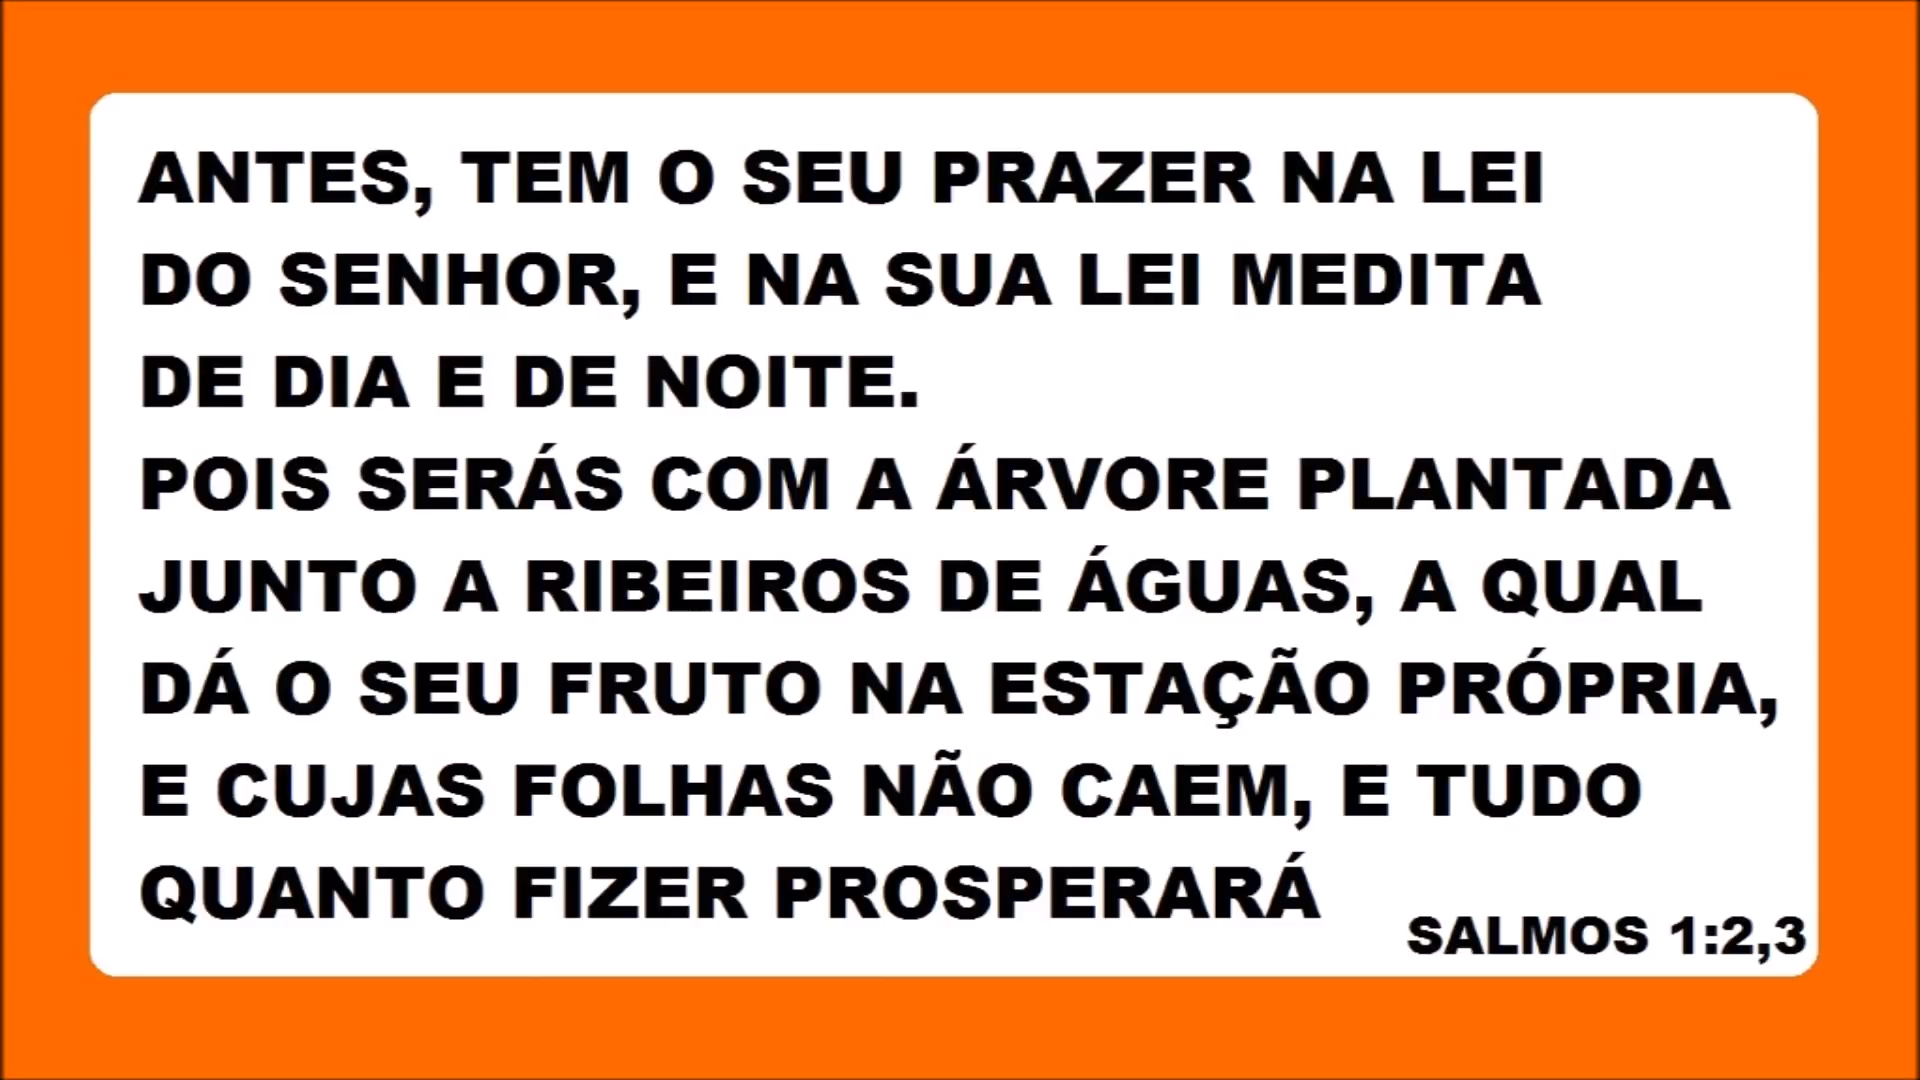 ANTES, TEM O SEU PRAZER NA LEI
DO SENHOR, E NA SUA LEI MEDITA
DE DIA E DE NOITE.
POIS SERÁS COM A ÁRVORE PLANTADA
JUNTO A RIBEIROS DE ÁGUAS, A QUAL
DÁ O SEU FRUTO NA ESTAÇÃO PRÓPRIA,
E CUJAS FOLHAS NÃO CAEM, E TUDO
QUANTO FIZER PROSPERARÁ
SALMOS 1:2,3